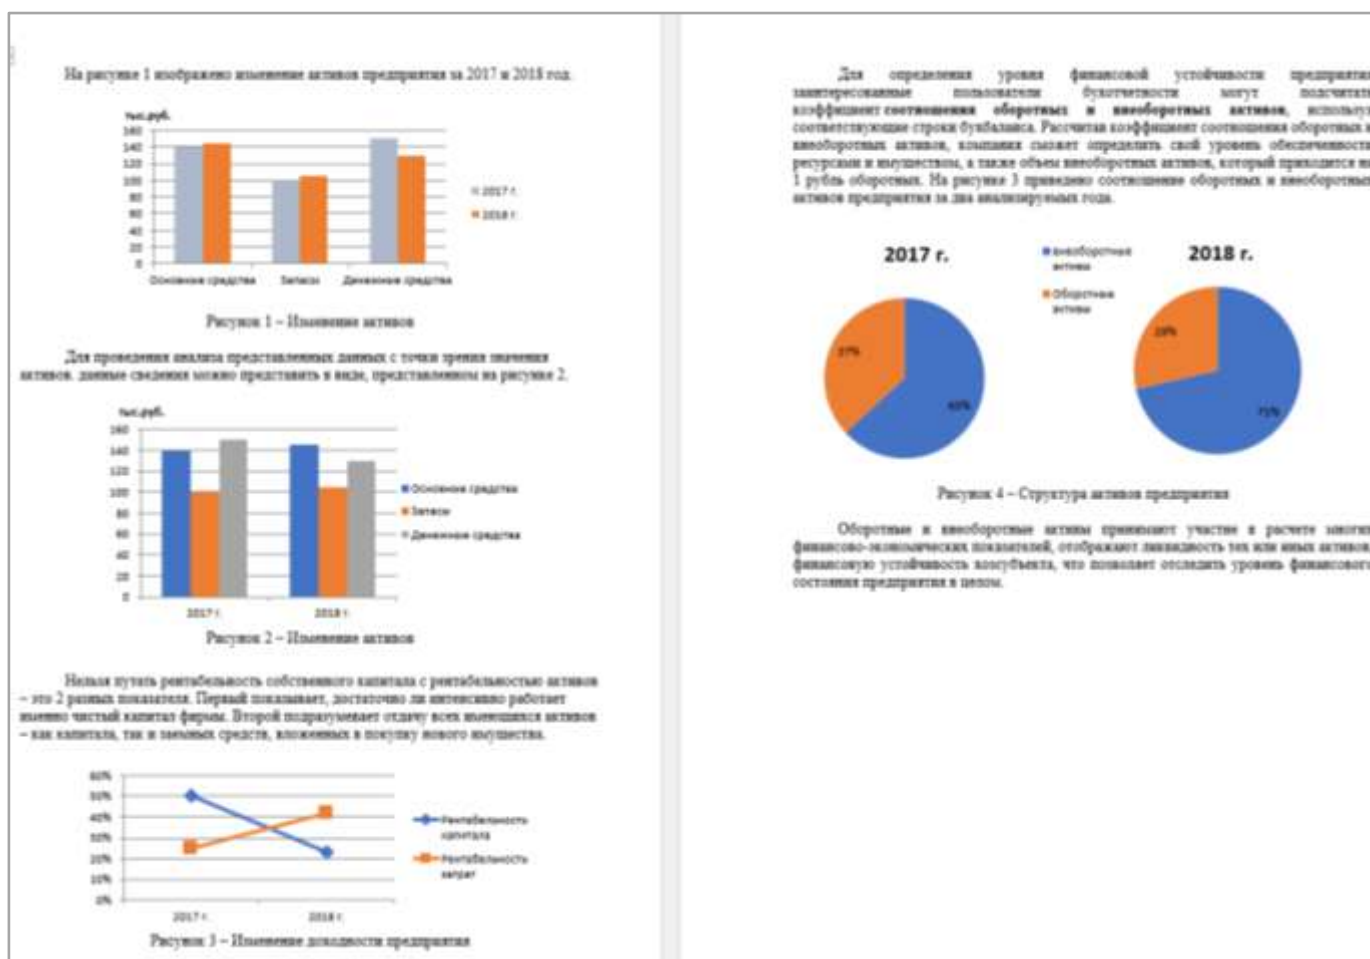 На рисунке 1 изображено изменение активов предприятия за 2017 и 2018 год.
тыс.руб.
160
140
120
100
80
60
40
20
0
2017 г.
2018 г.
Основные средства Запасы Денежные средства
Рисунок 1 – Изменение активов
Для проведения анализа представленных данных с точки зрения значения
активов. данные сведения можно представить в виде, представленном на рисунке 2.
тыс.руб.
160
140
120
100
80
60
40
20
0
Основные средства
Запасы
Денежные средства
2017 г. 2018 г.
Рисунок 2 – Изменение активов
Нельзя путать рентабельность собственного капитала с рентабельностью активов
– это 2 разных показателя. Первый показывает, достаточно ли интенсивно работает
именно чистый капитал фирмы. Второй подразумевает отдачу всех имеющихся активов
– как капитала, так и заемных средств, вложенных в покупку нового имущества.
60%
50%
40%
30%
20%
10%
0%
Рентабельность
капитала
Рентабельность
затрат
2017 г. 2018 г.
Рисунок 3 – Изменение доходности предприятия
Для определения уровня финансовой устойчивости предприятия
заинтересованные пользователи бухотчетности могут подсчитать
коэффициент соотношения оборотных и внеоборотных активов, используя
соответствующие строки бухбаланса. Рассчитав коэффициент соотношения оборотных и
внеоборотных активов, компания сможет определить свой уровень обеспеченности
ресурсами и имуществом, а также объем внеоборотных активов, который приходится на
1 рубль оборотных. На рисунке 3 приведено соотношение оборотных и внеоборотных
активов предприятия за два анализируемых года.
2017 г.
внеоборотные
активы
Оборотные
активы
2018 г.
37%
63%
71%
Рисунок 4 – Структура активов предприятия
Оборотные и внеоборотные активы принимают участие в расчете многих
финансово-экономических показателей, отображают ликвидность тех или иных активов,
финансовую устойчивость хозсубъекта, что позволяет отследить уровень финансового
состояния предприятия в целом.